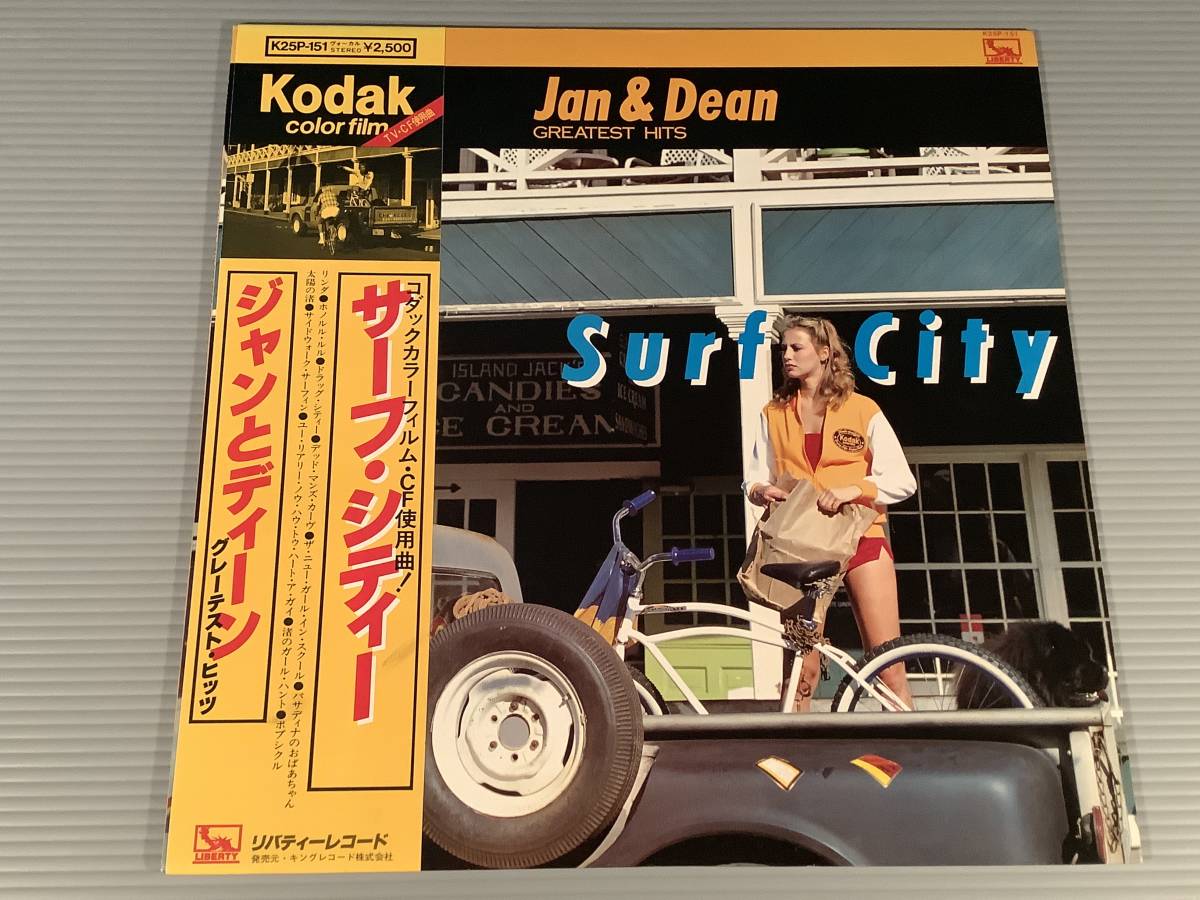 K25P-151 ヴォーカル STEREO ¥2,500
Kodak
color film
TV-CF使用曲
コダックカラーフィルム・CF使用曲!
サーフ・シティー
リンダ●ホノルル・ルル●ドラッグ・シティー●デッド・マンズ・カーヴ●ザ・ニュー・ガール・イン・スクール●パサディナのおばあちゃん
太陽の渚●サイドウォーク・サーフィン●ユー・リアリー・ノウ・ハウ・トゥ・ハート・ア・ガイ●渚のガール・ハント●ポプシクル
ジャンとディーン
グレーテスト・ヒッツ
LIBERTY
リバティーレコード
発売元・キングレコード株式会社
K25P-151
LIBERTY
Jan & Dean
GREATEST HITS
Surf City
ISLAND JACK'S
CANDIES
AND
ICE CREAM
ICE CREAM
SANDWICHES
Kodak